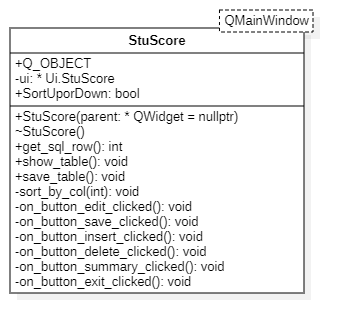 QMainWindow
StuScore
+Q_OBJECT
-ui: * Ui.StuScore
+SortUporDown: bool
+StuScore(parent: * QWidget = nullptr)
~StuScore()
+get_sql_row(): int
+show_table(): void
+save_table(): void
-sort_by_col(int): void
-on_button_edit_clicked(): void
-on_button_save_clicked(): void
-on_button_insert_clicked(): void
-on_button_delete_clicked(): void
-on_button_summary_clicked(): void
-on_button_exit_clicked(): void